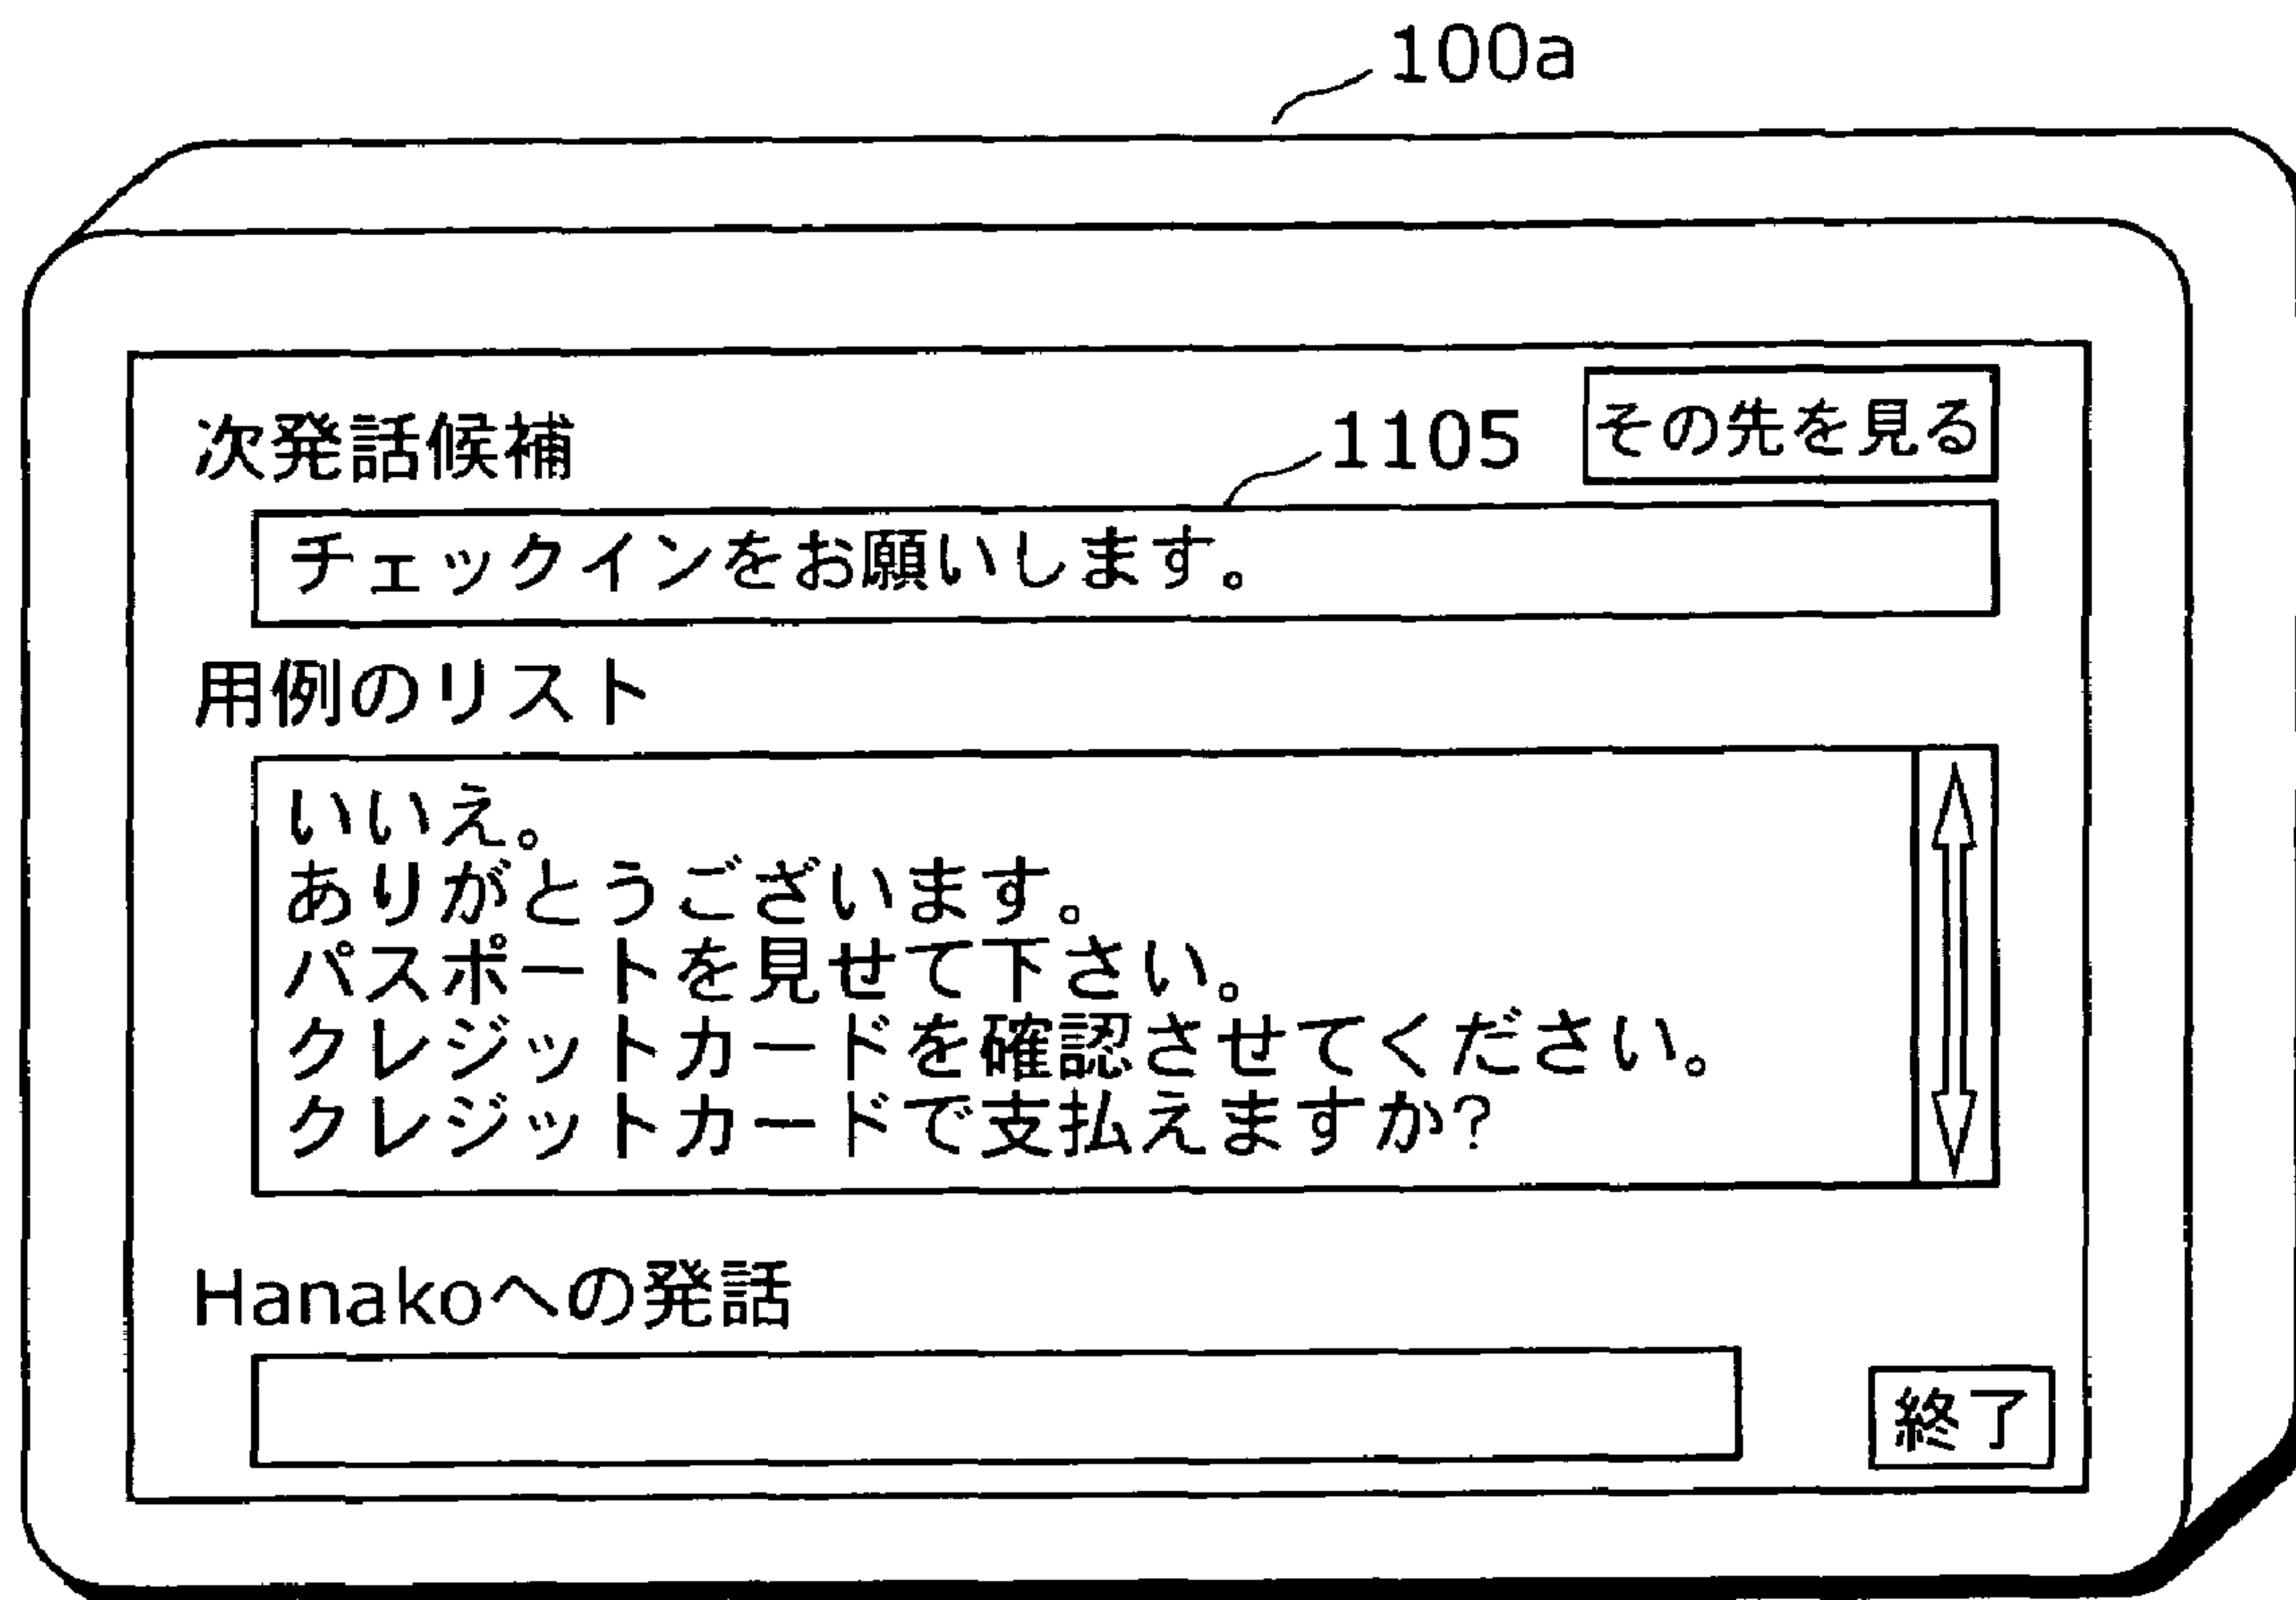 100a
次発話候補
1105
その先を見る
チェックインをお願いします。
用例のリスト
いいえ。
ありがとうございます。
パスポートを見せて下さい。
クレジットカードを確認させてください。
クレジットカードで支払えますか?
Hanakoへの発話
終了